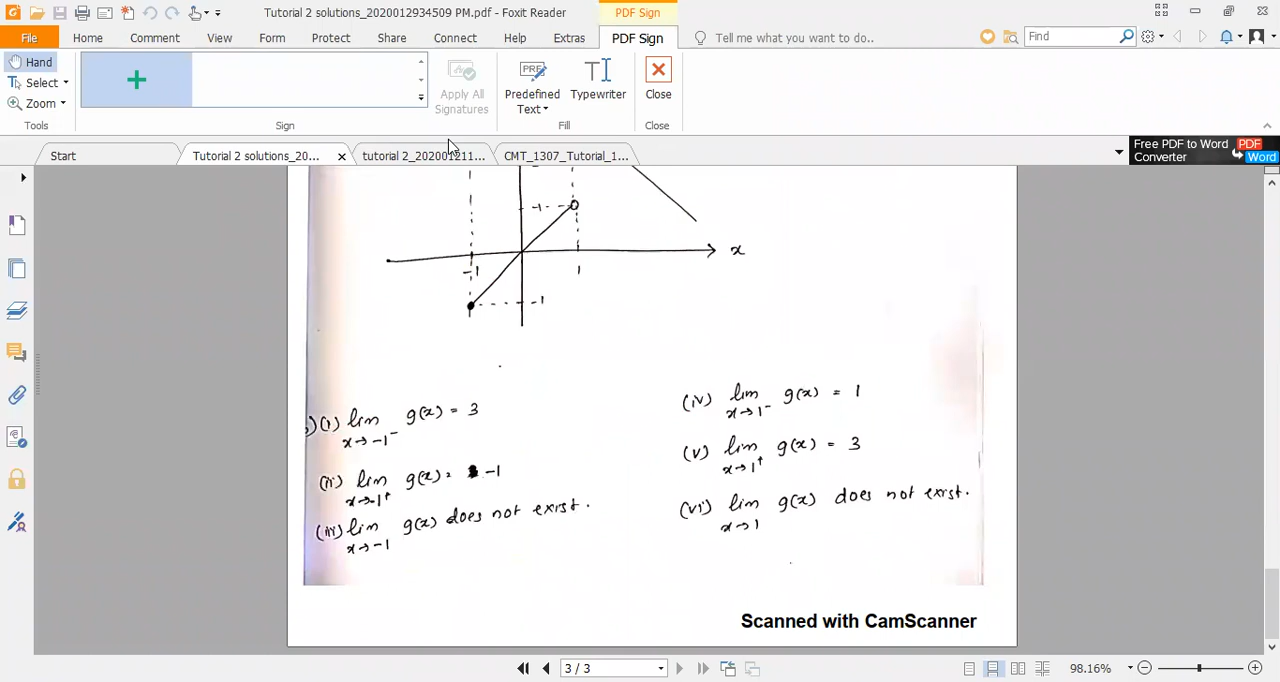 Tutorial 2 solutions_2020012934509 PM.pdf - Foxit Reader
PDF Sign
File Home Comment View Form Protect Share Connect Help Extras PDF Sign Tell me what you want to do.. Find
Hand
Select
Zoom
Tools
Sign
Apply All
Signatures
PRE
Predefined
Text
Typewriter
Fill
Close
Close
Start
Tutorial 2 solutions_20...
tutorial 2_202001211...
CMT_1307_Tutorial_1...
Free PDF to Word
Converter
PDF
Word
-1
x
-1
1
-1
(i) lim g(x) = 3
x→-1⁻
(ii) lim g(x) = -1
x→-1⁺
(iii) lim g(x) does not exist.
x→-1
(iv) lim g(x) = 1
x→1⁻
(v) lim g(x) = 3
x→1⁺
(vi) lim g(x) does not exist.
x→1
Scanned with CamScanner
3 / 3
98.16%